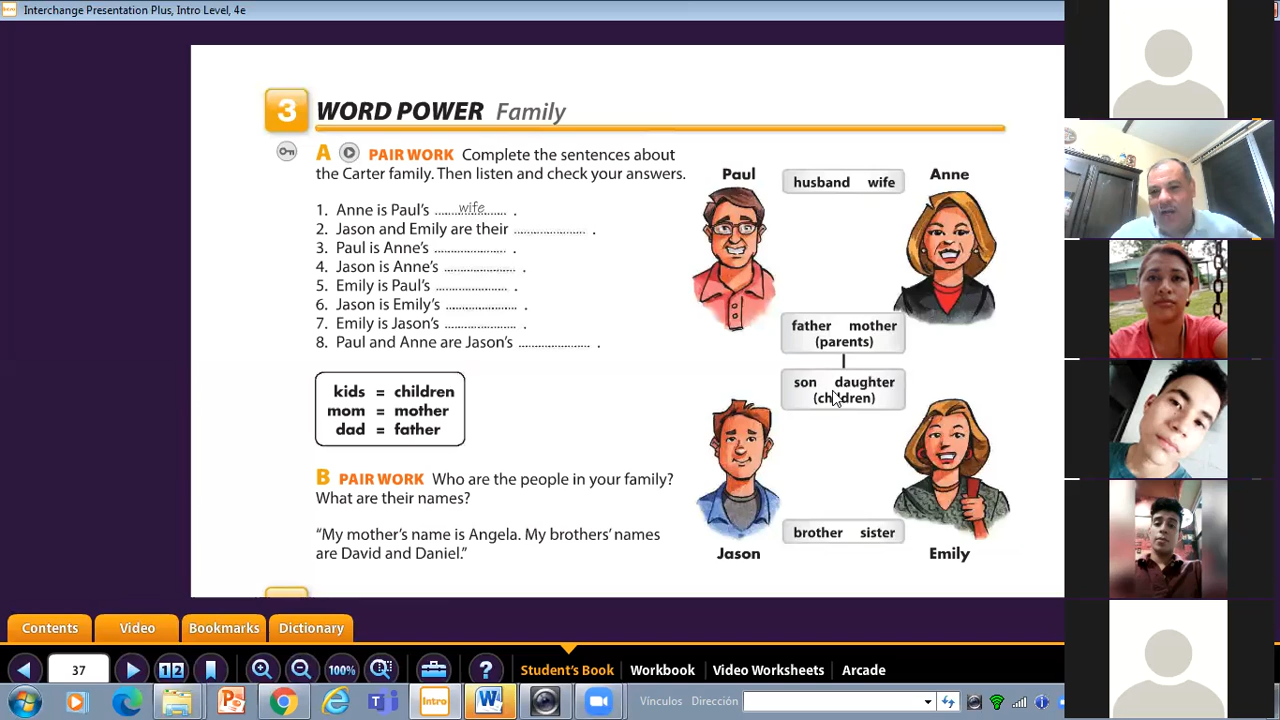 Interchange Presentation Plus, Intro Level, 4e
3 WORD POWER Family
A PAIR WORK Complete the sentences about
the Carter family. Then listen and check your answers.
1. Anne is Paul's ....wife.... .
2. Jason and Emily are their .................... .
3. Paul is Anne's .................... .
4. Jason is Anne's .................... .
5. Emily is Paul's .................... .
6. Jason is Emily's .................... .
7. Emily is Jason's .................... .
8. Paul and Anne are Jason's .................... .
kids = children
mom = mother
dad = father
B PAIR WORK Who are the people in your family?
What are their names?
“My mother's name is Angela. My brothers' names
are David and Daniel.”
Paul
husband wife
Anne
father mother
(parents)
son daughter
(children)
brother sister
Jason
Emily
Contents Video Bookmarks Dictionary
37 12 100% ? Student's Book Workbook Video Worksheets Arcade
Intro Vínculos Dirección